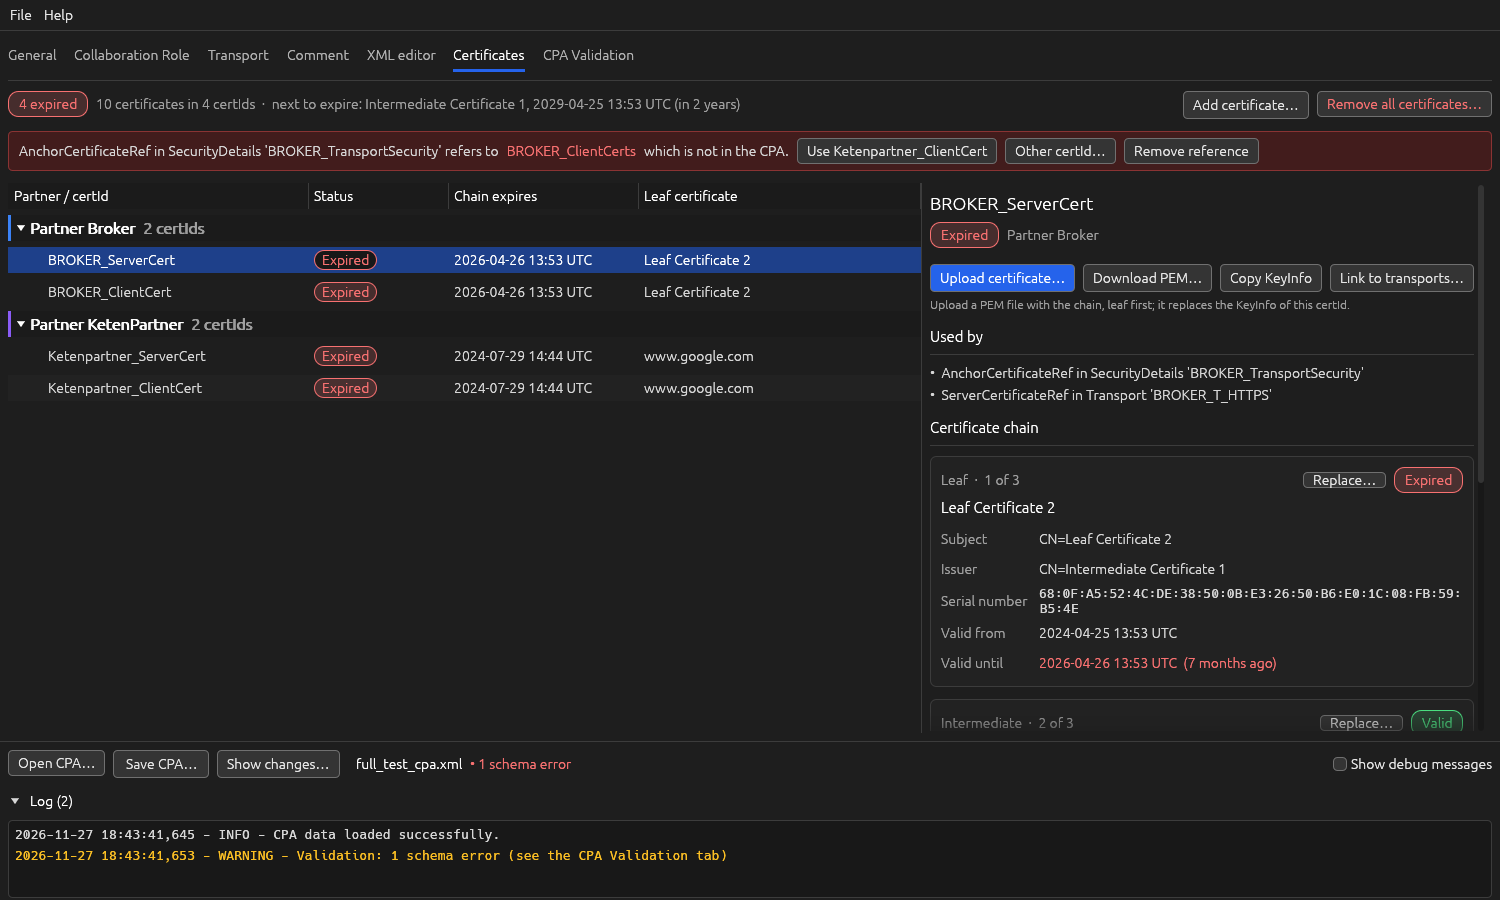 File Help
General Collaboration Role Transport Comment XML editor Certificates CPA Validation
4 expired 10 certificates in 4 certIds · next to expire: Intermediate Certificate 1, 2029-04-25 13:53 UTC (in 2 years) Add certificate... Remove all certificates...
AnchorCertificateRef in SecurityDetails 'BROKER_TransportSecurity' refers to BROKER_ClientCerts which is not in the CPA. Use Ketenpartner_ClientCert Other certId... Remove reference
Partner / certId Status Chain expires Leaf certificate
Partner Broker 2 certIds
BROKER_ServerCert Expired 2026-04-26 13:53 UTC Leaf Certificate 2
BROKER_ClientCert Expired 2026-04-26 13:53 UTC Leaf Certificate 2
Partner KetenPartner 2 certIds
Ketenpartner_ServerCert Expired 2024-07-29 14:44 UTC www.google.com
Ketenpartner_ClientCert Expired 2024-07-29 14:44 UTC www.google.com
BROKER_ServerCert
Expired Partner Broker
Upload certificate... Download PEM... Copy KeyInfo Link to transports...
Upload a PEM file with the chain, leaf first; it replaces the KeyInfo of this certId.
Used by
• AnchorCertificateRef in SecurityDetails 'BROKER_TransportSecurity'
• ServerCertificateRef in Transport 'BROKER_T_HTTPS'
Certificate chain
Leaf · 1 of 3 Replace... Expired
Leaf Certificate 2
Subject CN=Leaf Certificate 2
Issuer CN=Intermediate Certificate 1
Serial number 68:0F:A5:52:4C:DE:38:50:0B:E3:26:50:B6:E0:1C:08:FB:59:
B5:4E
Valid from 2024-04-25 13:53 UTC
Valid until 2026-04-26 13:53 UTC (7 months ago)
Intermediate · 2 of 3 Replace... Valid
Open CPA... Save CPA... Show changes... full_test_cpa.xml • 1 schema error Show debug messages
Log (2)
2026-11-27 18:43:41,645 - INFO - CPA data loaded successfully.
2026-11-27 18:43:41,653 - WARNING - Validation: 1 schema error (see the CPA Validation tab)